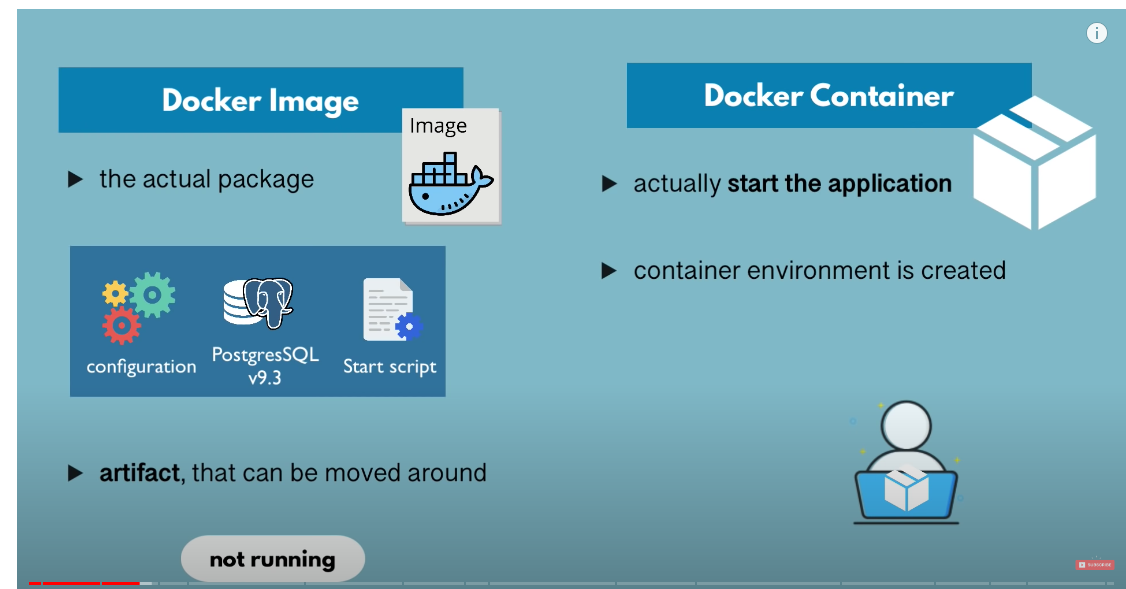 Docker Image
Image
the actual package
configuration
PostgresSQL
v9.3
Start script
artifact, that can be moved around
not running
Docker Container
actually start the application
container environment is created
SUBSCRIBE